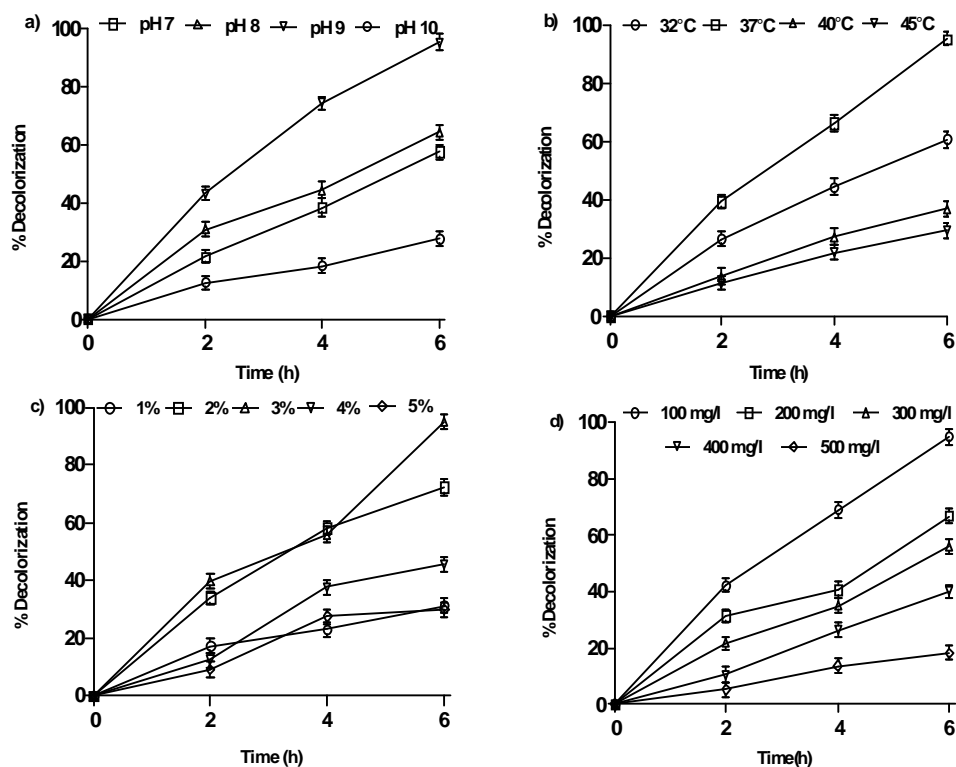 a) pH 7 pH 8 pH 9 pH 10
100
80
60
40
20
0
0 2 4 6
% Decolorization
Time (h)
b) 32°C 37°C 40°C 45°C
100
80
60
40
20
0
0 2 4 6
% Decolorization
Time (h)
c) 1% 2% 3% 4% 5%
100
80
60
40
20
0
0 2 4 6
% Decolorization
Time (h)
d) 100 mg/l 200 mg/l 300 mg/l
400 mg/l 500 mg/l
100
80
60
40
20
0
0 2 4 6
%Decolorization
Time(h)